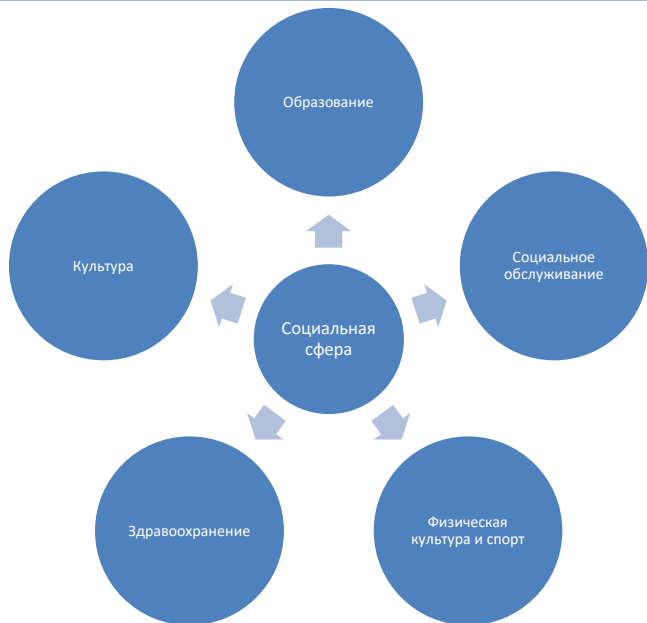 Образование
Культура
Социальное
обслуживание
Социальная
сфера
Здравоохранение
Физическая
культура и спорт